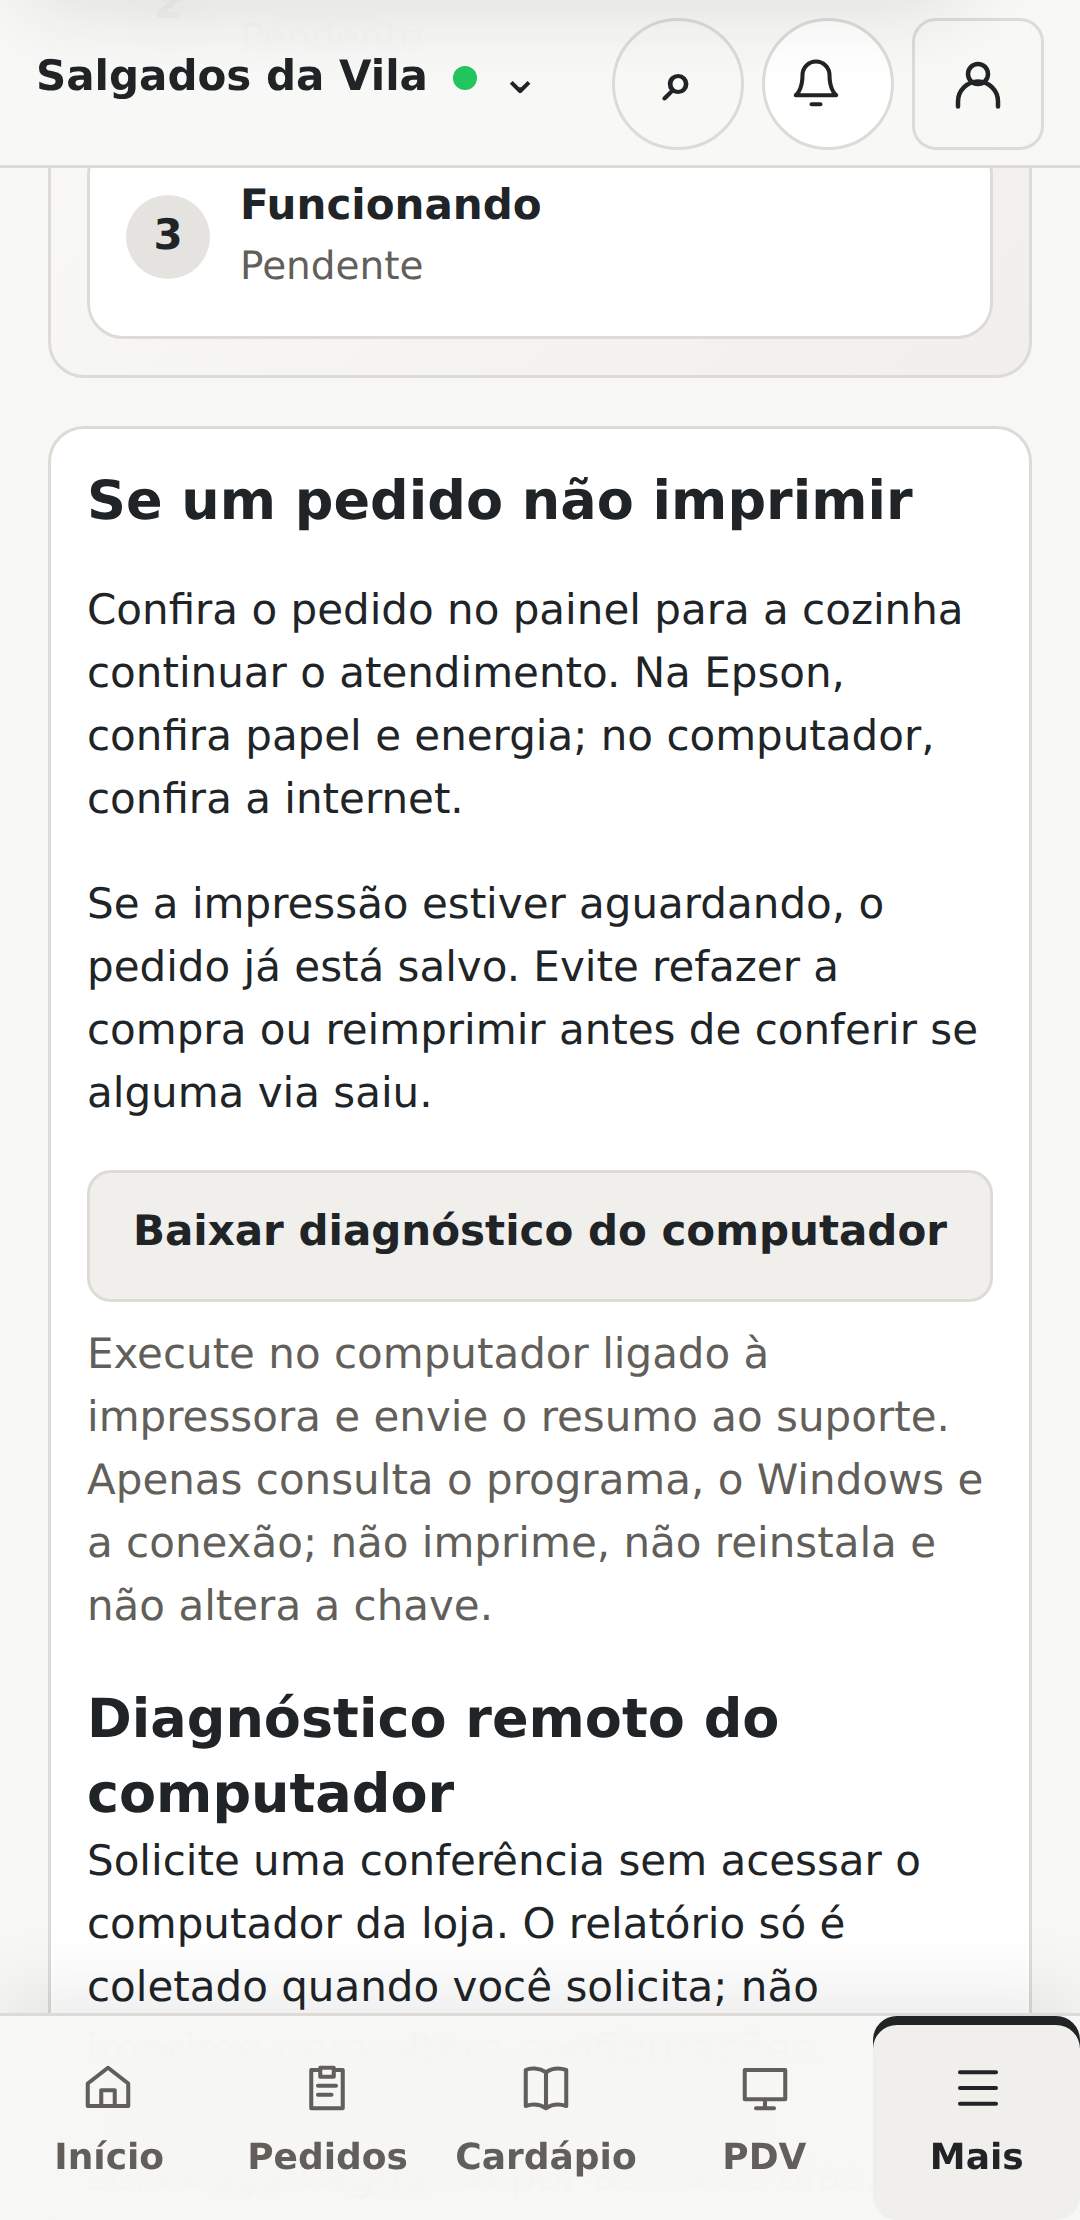 Salgados da Vila
3
Funcionando
Pendente
Se um pedido não imprimir
Confira o pedido no painel para a cozinha
continuar o atendimento. Na Epson,
confira papel e energia; no computador,
confira a internet.
Se a impressão estiver aguardando, o
pedido já está salvo. Evite refazer a
compra ou reimprimir antes de conferir se
alguma via saiu.
Baixar diagnóstico do computador
Execute no computador ligado à
impressora e envie o resumo ao suporte.
Apenas consulta o programa, o Windows e
a conexão; não imprime, não reinstala e
não altera a chave.
Diagnóstico remoto do
computador
Solicite uma conferência sem acessar o
computador da loja. O relatório só é
coletado quando você solicita; não
Início
Pedidos
Cardápio
PDV
Mais